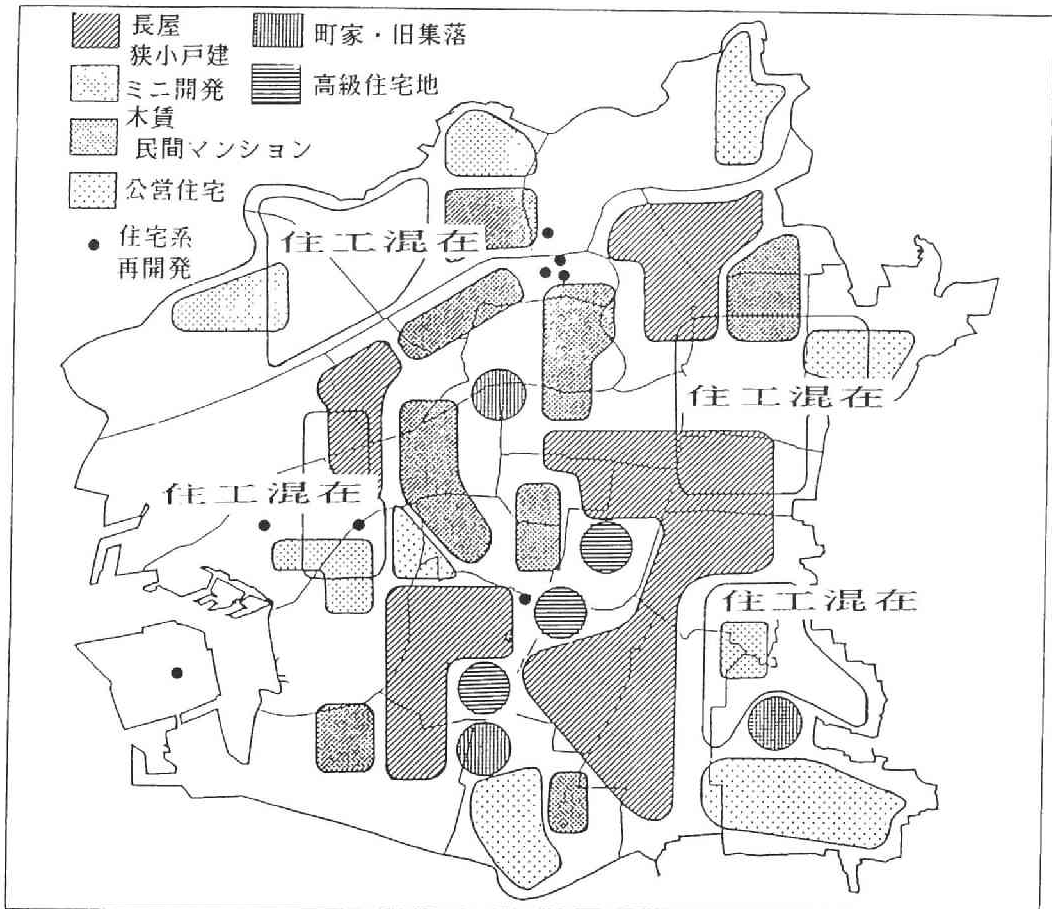 長屋
狭小戸建
ミニ開発
木賃
民間マンション
公営住宅
住宅系
再開発
町家・旧集落
高級住宅地
住工混在
住工混在
住工混在
住工混在